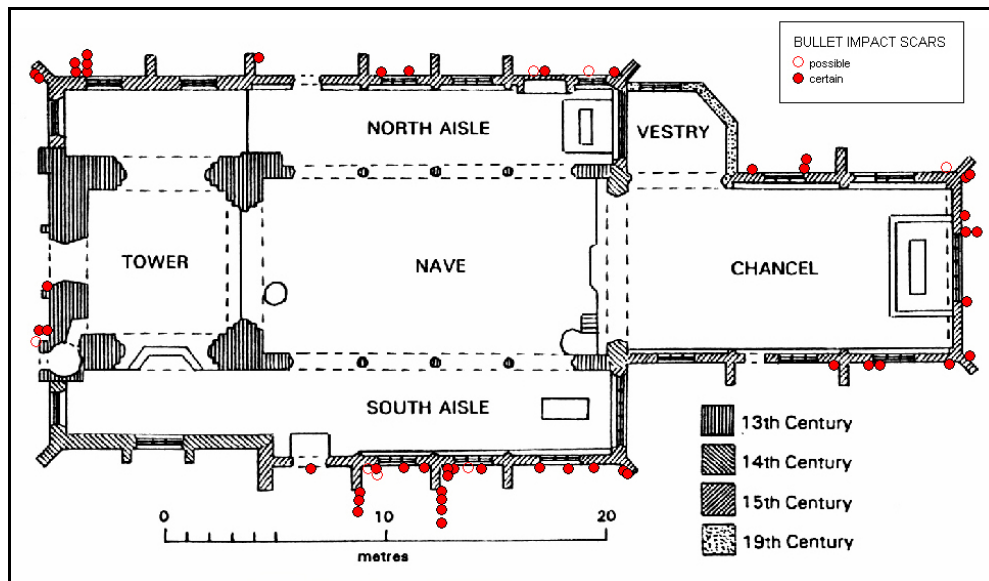 BULLET IMPACT SCARS
possible
certain
NORTH AISLE
VESTRY
TOWER
NAVE
CHANCEL
SOUTH AISLE
13th Century
14th Century
15th Century
19th Century
0 10 20
metres